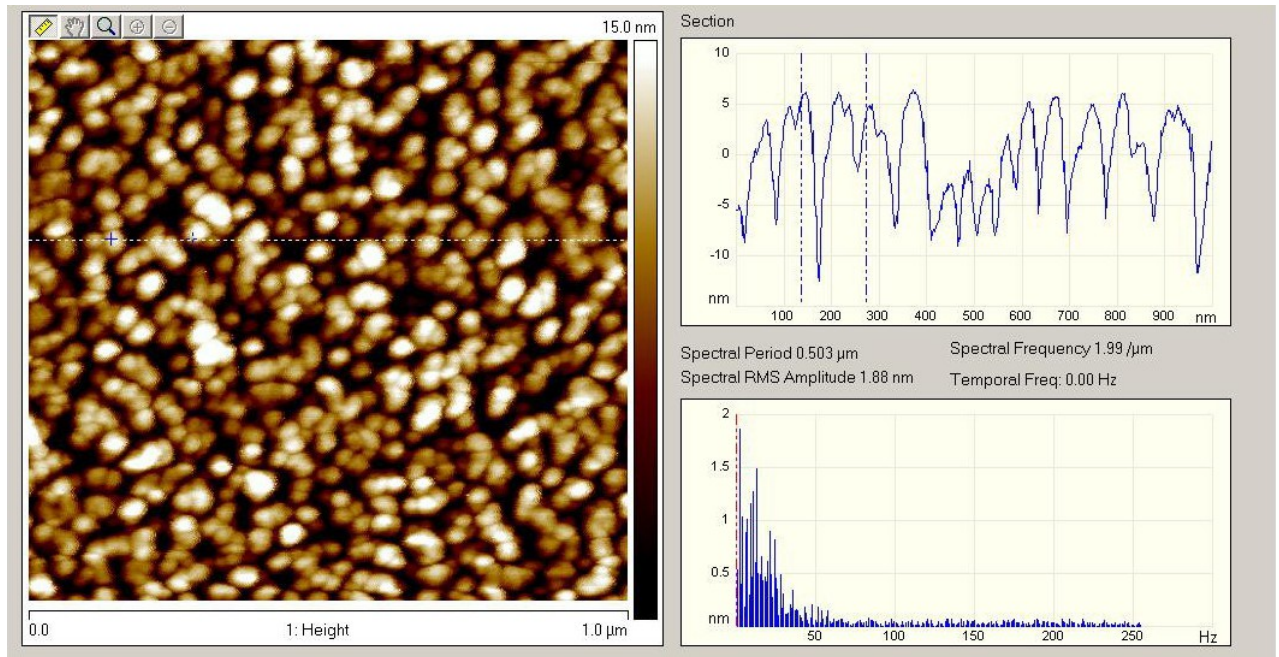 15.0 nm
0.0
1: Height
1.0 µm
Section
10
5
0
-5
-10
nm
100 200 300 400 500 600 700 800 900 nm
Spectral Period 0.503 µm
Spectral Frequency 1.99 /µm
Spectral RMS Amplitude 1.88 nm
Temporal Freq: 0.00 Hz
2
1.5
1
0.5
nm
50 100 150 200 250 Hz